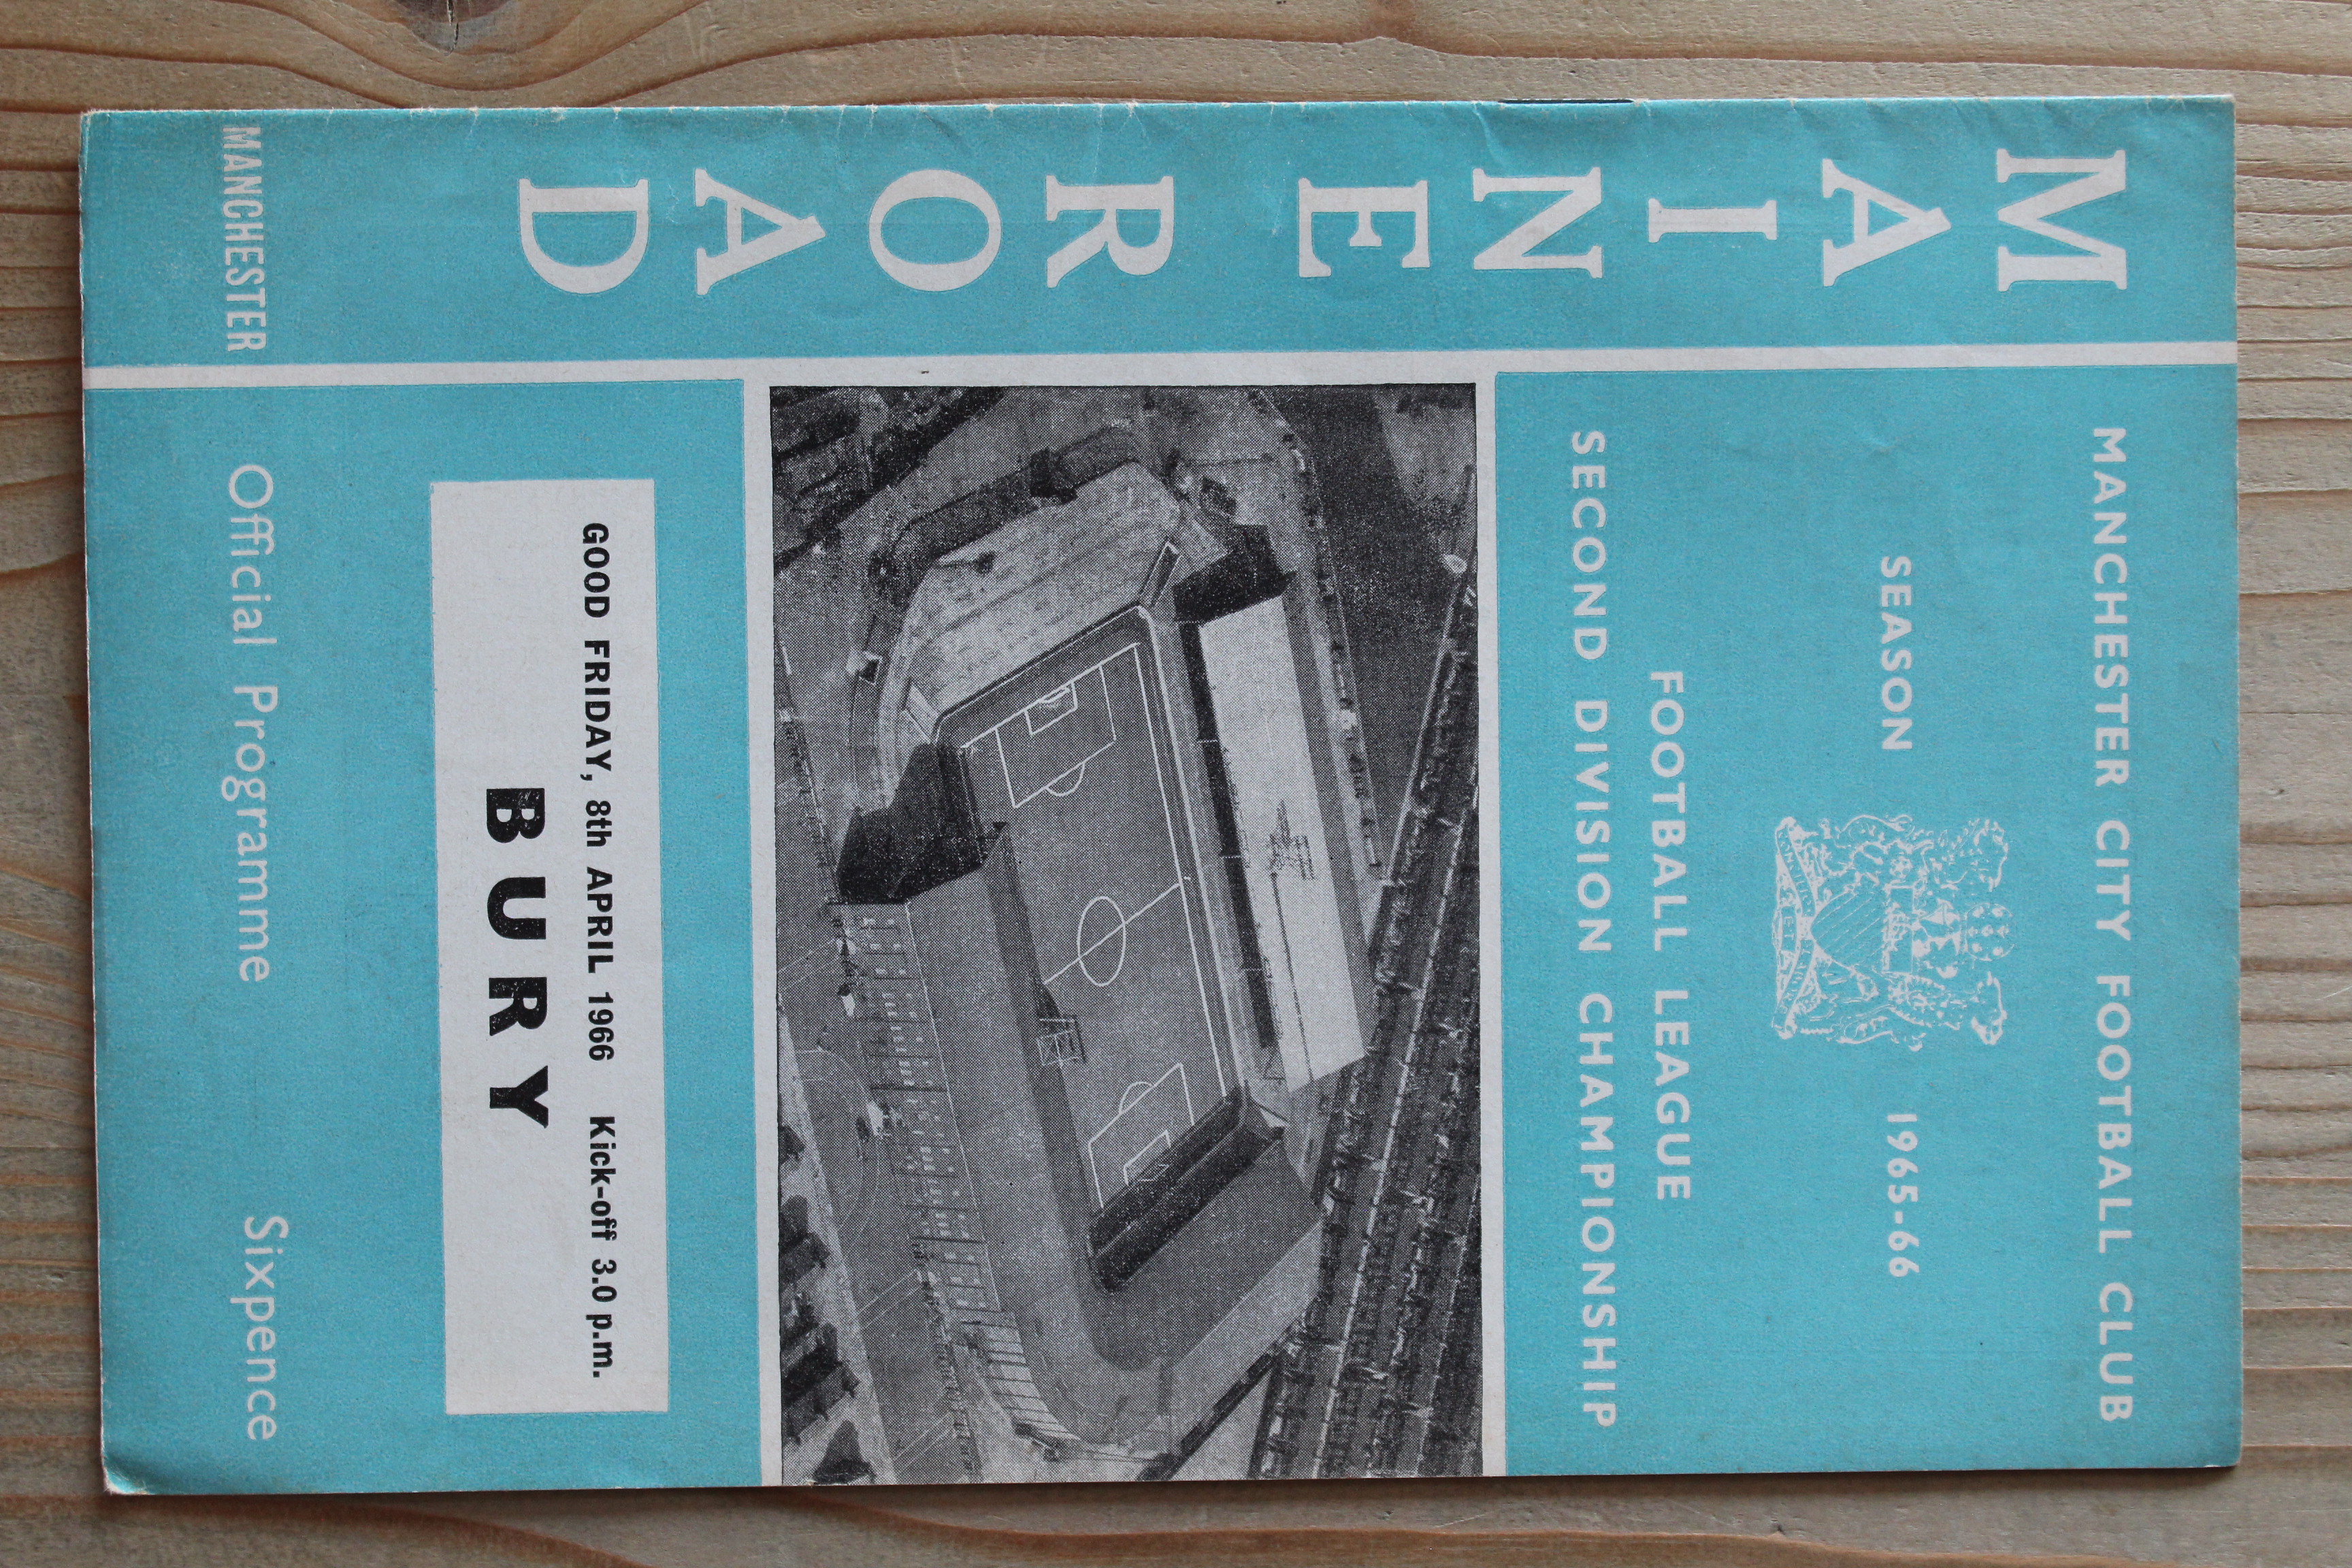 MAINE ROAD
MANCHESTER
MANCHESTER CITY FOOTBALL CLUB
SEASON 1965-66
FOOTBALL LEAGUE
SECOND DIVISION CHAMPIONSHIP
GOOD FRIDAY, 8th APRIL 1966 Kick-off 3.0 p.m.
BURY
Official Programme Sixpence